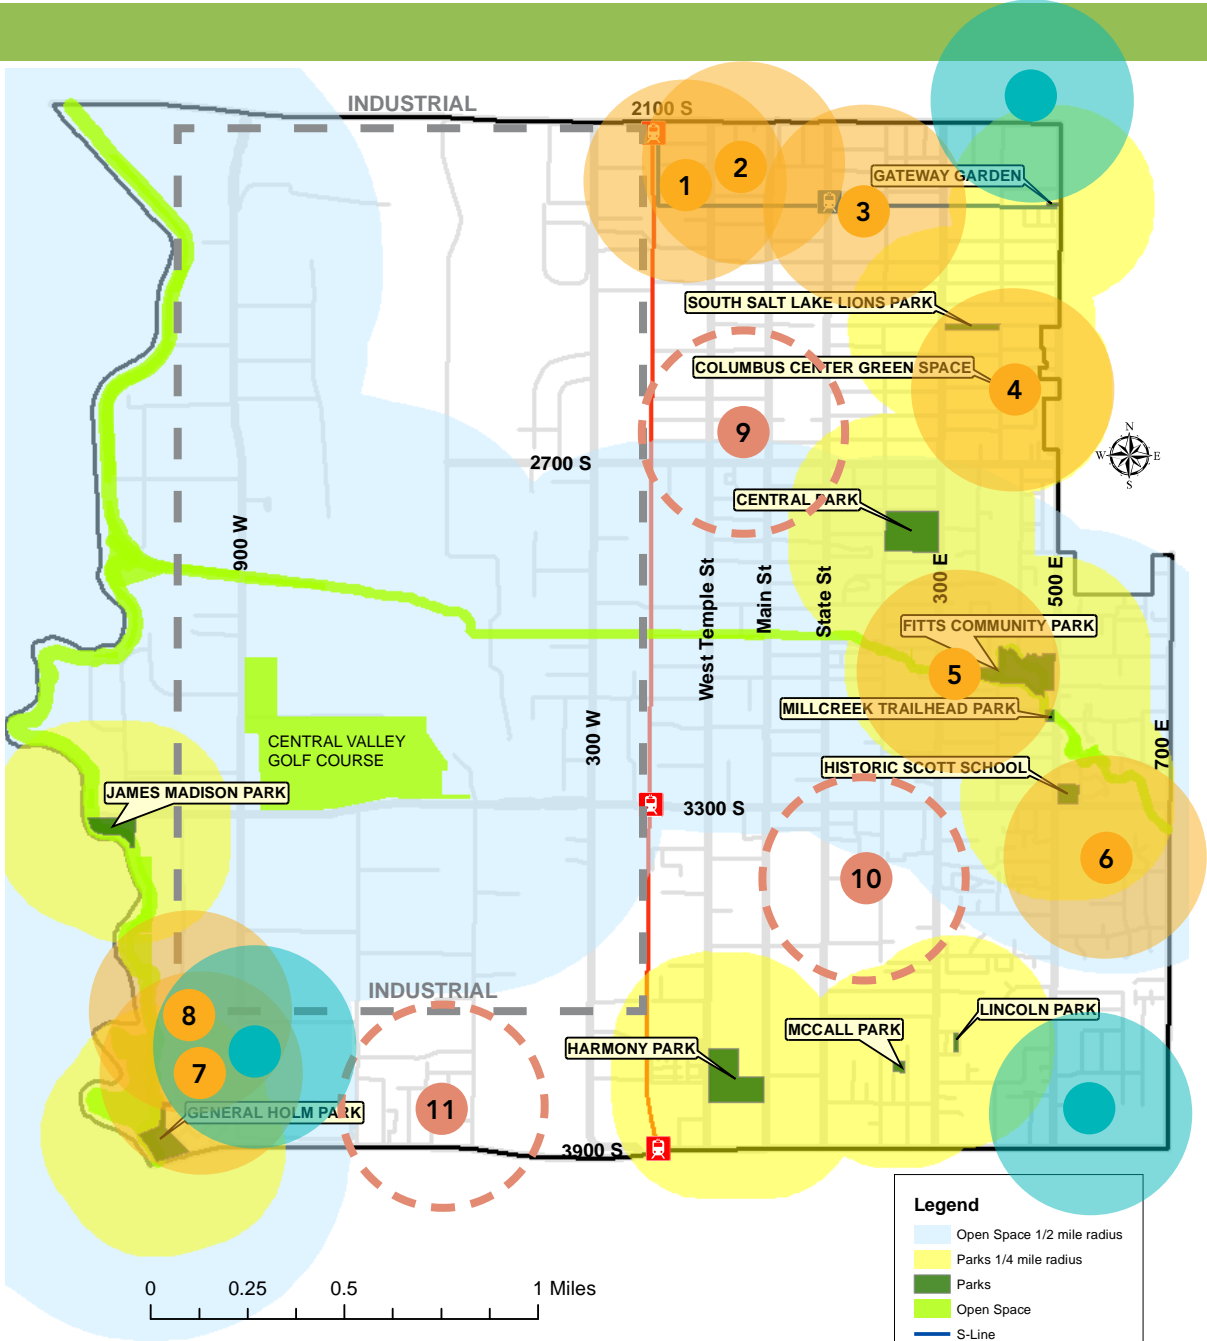 INDUSTRIAL
2100 S
1
2
3
GATEWAY GARDEN
SOUTH SALT LAKE LIONS PARK
COLUMBUS CENTER GREEN SPACE
4
9
N
W
E
S
2700 S
CENTRAL PARK
900 W
West Temple St
Main St
State St
300 E
500 E
FITTS COMMUNITY PARK
5
MILLCREEK TRAILHEAD PARK
300 W
700 E
CENTRAL VALLEY
GOLF COURSE
HISTORIC SCOTT SCHOOL
JAMES MADISON PARK
3300 S
6
10
INDUSTRIAL
8
LINCOLN PARK
MCCALL PARK
HARMONY PARK
7
GENERAL HOLM PARK
11
3900 S
Legend
Open Space 1/2 mile radius
Parks 1/4 mile radius
Parks
Open Space
S-Line
0
0.25
0.5
1 Miles